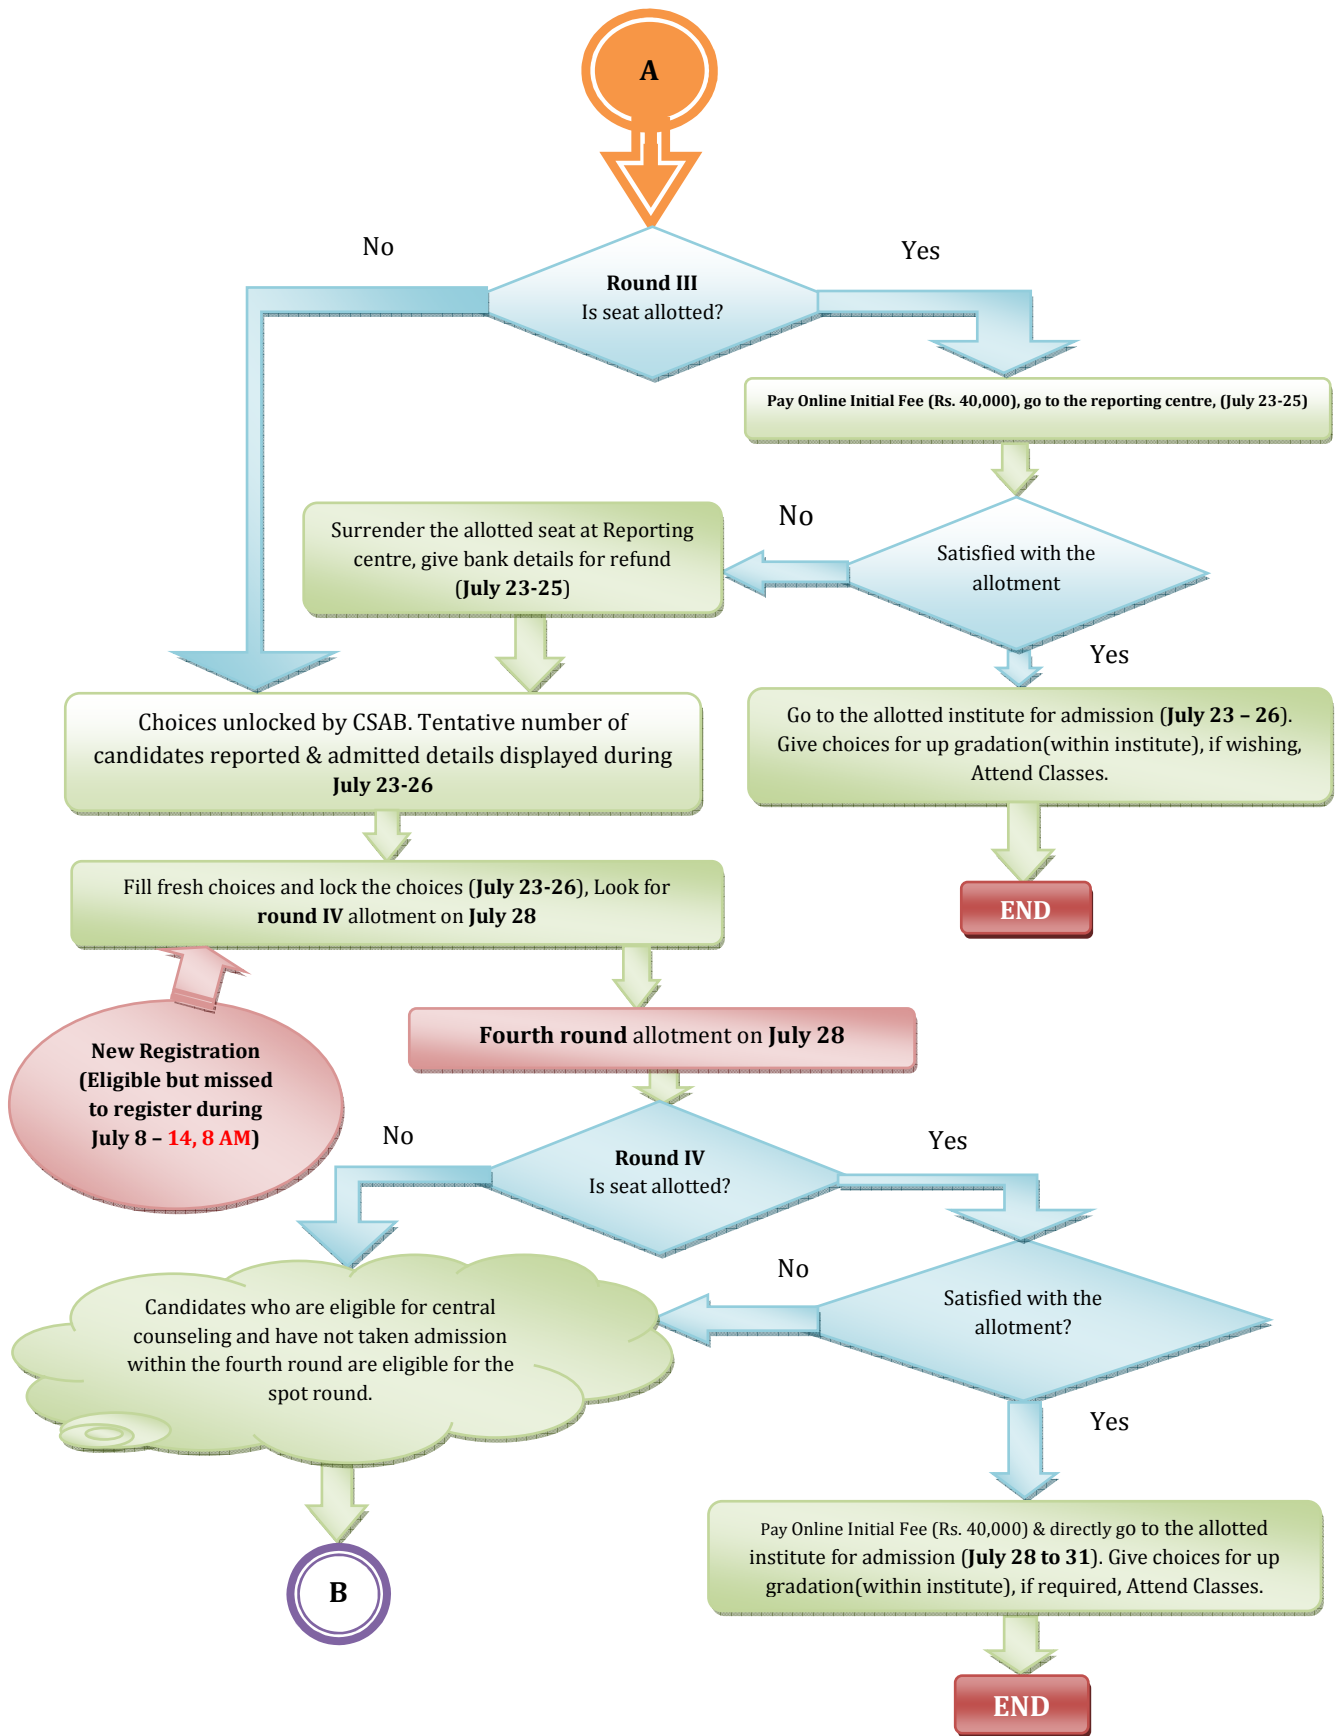 A
No
Yes
Round III
Is seat allotted?
Pay Online Initial Fee (Rs. 40,000), go to the reporting centre, (July 23-25)
No
Surrender the allotted seat at Reporting
centre, give bank details for refund
(July 23-25)
Satisfied with the
allotment
Yes
Choices unlocked by CSAB. Tentative number of
candidates reported & admitted details displayed during
July 23-26
Go to the allotted institute for admission (July 23 – 26).
Give choices for up gradation(within institute), if wishing,
Attend Classes.
Fill fresh choices and lock the choices (July 23-26), Look for
round IV allotment on July 28
END
New Registration
(Eligible but missed
to register during
July 8 – 14, 8 AM)
Fourth round allotment on July 28
No
Yes
Round IV
Is seat allotted?
No
Candidates who are eligible for central
counseling and have not taken admission
within the fourth round are eligible for the
spot round.
Satisfied with the
allotment?
Yes
B
Pay Online Initial Fee (Rs. 40,000) & directly go to the allotted
institute for admission (July 28 to 31). Give choices for up
gradation(within institute), if required, Attend Classes.
END